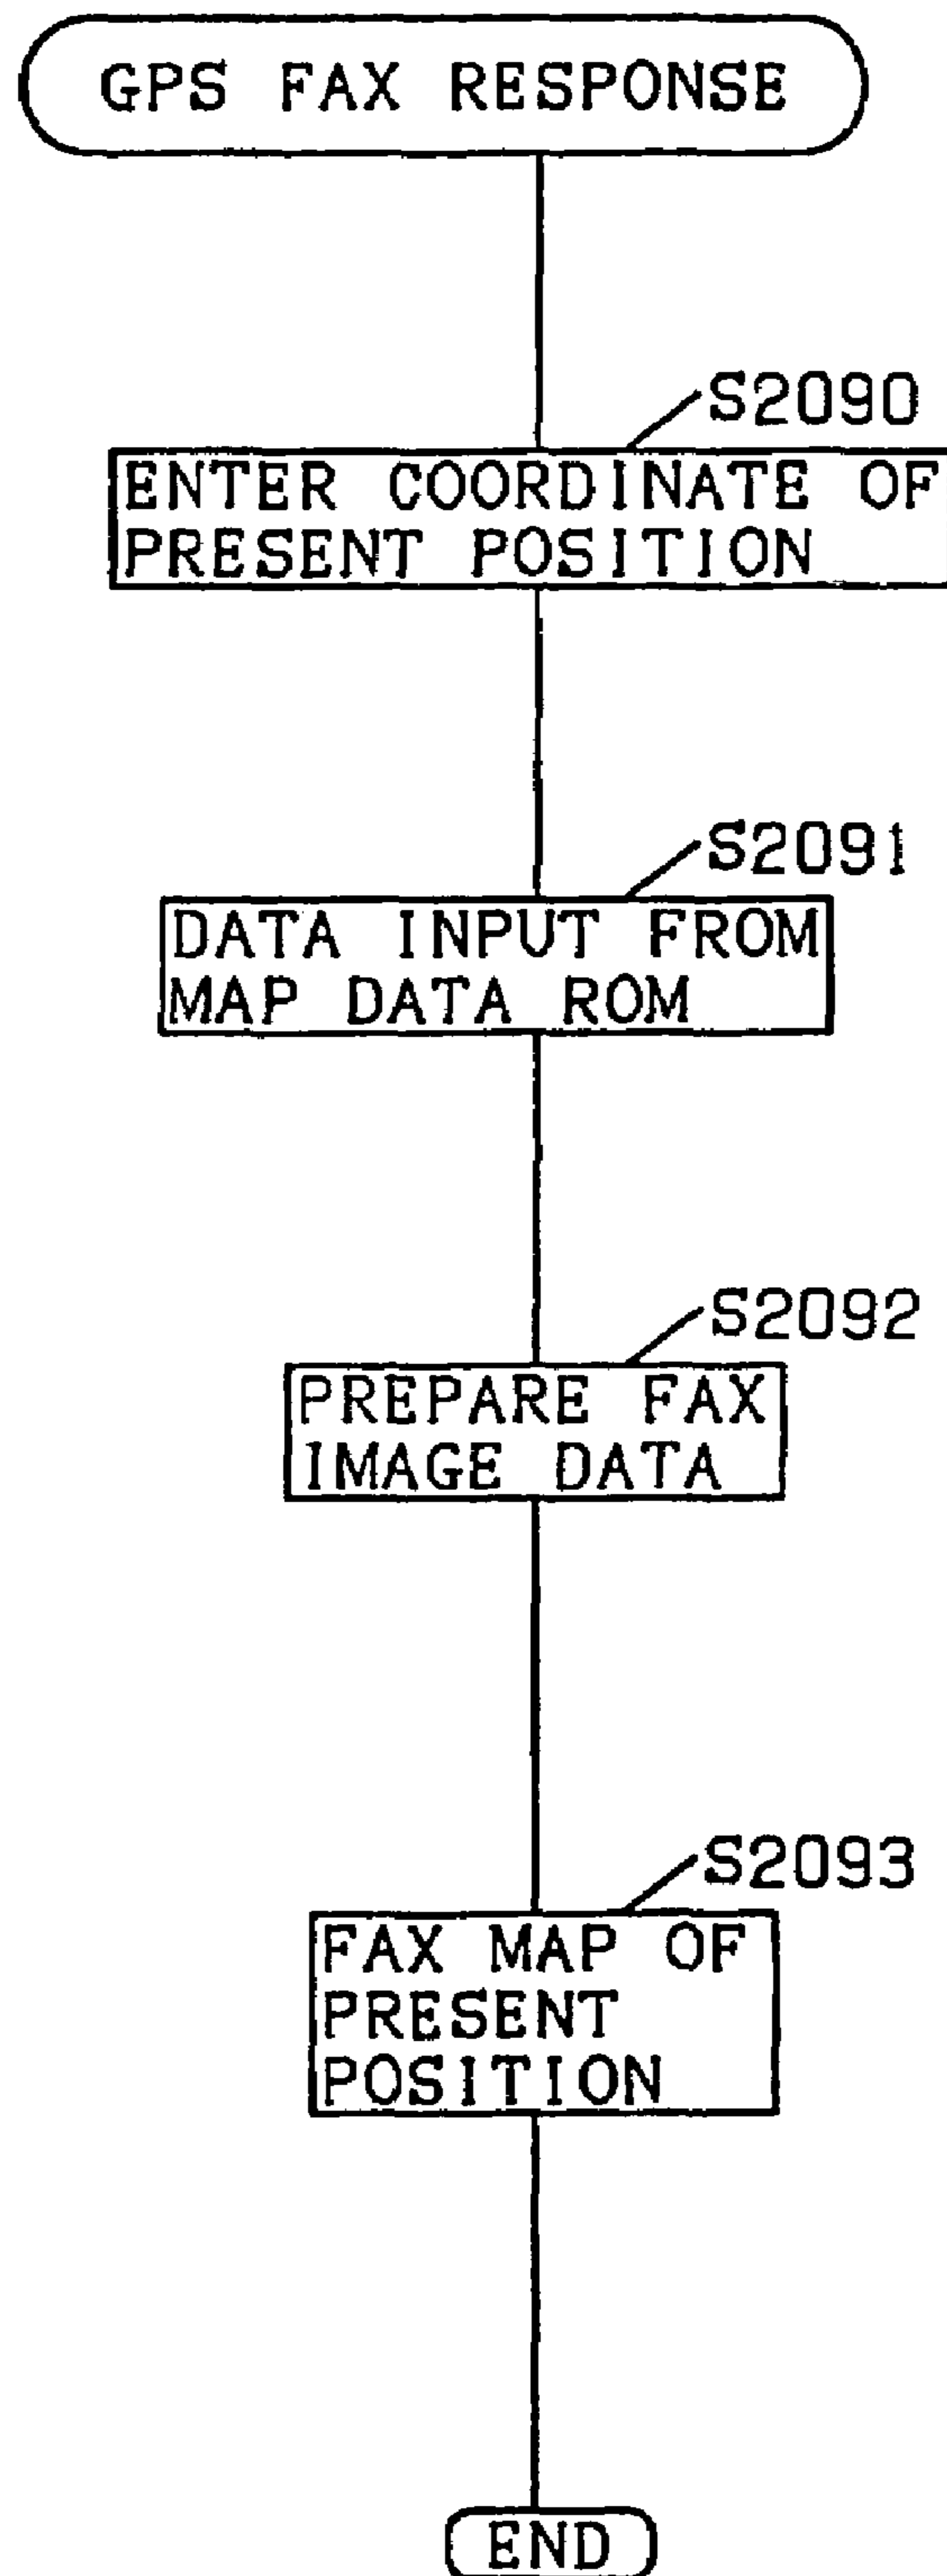 GPS FAX RESPONSE
S2090
ENTER COORDINATE OF
PRESENT POSITION
S2091
DATA INPUT FROM
MAP DATA ROM
S2092
PREPARE FAX
IMAGE DATA
S2093
FAX MAP OF
PRESENT
POSITION
END